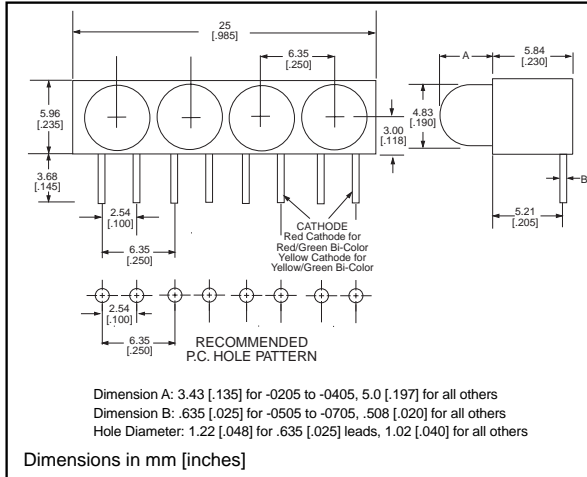 25
[.985]
6.35
[.250]
A
5.84
[.230]
5.96
[.235]
3.00
[.118]
4.83
[.190]
3.68
[.145]
B
2.54
[.100]
5.21
[.205]
CATHODE
Red Cathode for
Red/Green Bi-Color
Yellow Cathode for
Yellow/Green Bi-Color
6.35
[.250]
2.54
[.100]
6.35
[.250]
RECOMMENDED
P.C. HOLE PATTERN
Dimension A: 3.43 [.135] for -0205 to -0405, 5.0 [.197] for all others
Dimension B: .635 [.025] for -0505 to -0705, .508 [.020] for all others
Hole Diameter: 1.22 [.048] for .635 [.025] leads, 1.02 [.040] for all others
Dimensions in mm [inches]